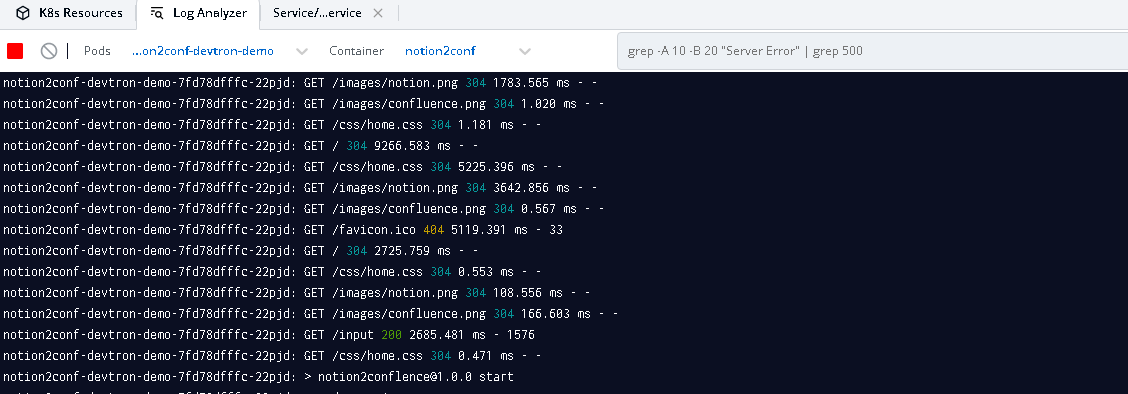 K8s Resources Log Analyzer Service/...ervice
Pods ...on2conf-devtron-demo Container notion2conf grep -A 10 -B 20 "Server Error" | grep 500
notion2conf-devtron-demo-7fd78dfffc-22pjd: GET /images/notion.png 304 1783.565 ms - -
notion2conf-devtron-demo-7fd78dfffc-22pjd: GET /images/confluence.png 304 1.020 ms - -
notion2conf-devtron-demo-7fd78dfffc-22pjd: GET /css/home.css 304 1.181 ms - -
notion2conf-devtron-demo-7fd78dfffc-22pjd: GET / 304 9266.583 ms - -
notion2conf-devtron-demo-7fd78dfffc-22pjd: GET /css/home.css 304 5225.396 ms - -
notion2conf-devtron-demo-7fd78dfffc-22pjd: GET /images/notion.png 304 3642.856 ms - -
notion2conf-devtron-demo-7fd78dfffc-22pjd: GET /images/confluence.png 304 0.567 ms - -
notion2conf-devtron-demo-7fd78dfffc-22pjd: GET /favicon.ico 404 5119.391 ms - 33
notion2conf-devtron-demo-7fd78dfffc-22pjd: GET / 304 2725.759 ms - -
notion2conf-devtron-demo-7fd78dfffc-22pjd: GET /css/home.css 304 0.553 ms - -
notion2conf-devtron-demo-7fd78dfffc-22pjd: GET /images/notion.png 304 108.556 ms - -
notion2conf-devtron-demo-7fd78dfffc-22pjd: GET /images/confluence.png 304 166.603 ms - -
notion2conf-devtron-demo-7fd78dfffc-22pjd: GET /input 200 2685.481 ms - 1576
notion2conf-devtron-demo-7fd78dfffc-22pjd: GET /css/home.css 304 0.471 ms - -
notion2conf-devtron-demo-7fd78dfffc-22pjd: > notion2conflence@1.0.0 start